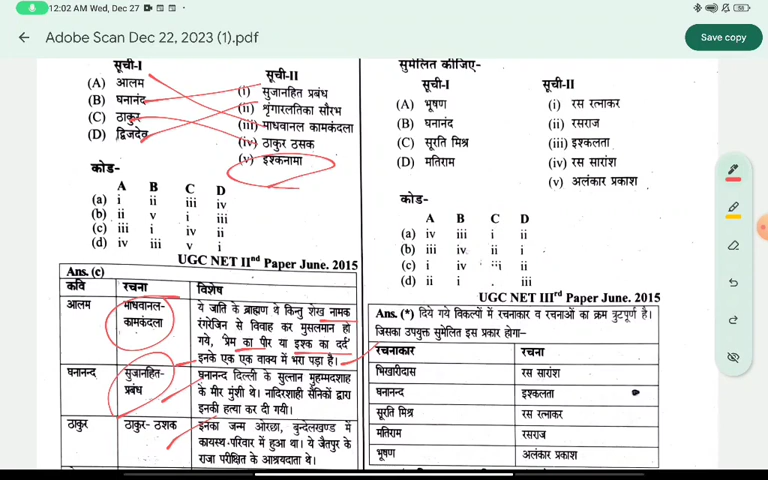 12:02 AM Wed, Dec 27
53
Adobe Scan Dec 22, 2023 (1).pdf
Save copy
सूची-I
सूची-II
(A) आलम
(B) घनानंद
(C) ठाकुर
(D) द्विजदेव
(i) सुजानहित प्रबंध
(ii) शृंगारलतिका सौरभ
(iii) माधवानल कामकंदला
(iv) ठाकुर ठसक
(v) इश्कनामा
कोड-
A B C D
(a) i ii iii iv
(b) ii v i iii
(c) iii i iv ii
(d) iv iii v i
UGC NET IInd Paper June. 2015
Ans. (c)
कवि रचना विशेष
आलम माधवानल-कामकंदला
ये जाति के ब्राह्मण थे किन्तु शेख नामक
रंगरेजिन से विवाह कर मुसलमान हो
गये, 'प्रेम का पीर या इश्क का दर्द'
इनके एक एक वाक्य में भरा पड़ा है।
घनानन्द सुजानहित-प्रबंध
घनानन्द दिल्ली के सुल्तान मुहम्मदशाह
के मीर मुंशी थे। नादिरशाही सैनिकों द्वारा
इनकी हत्या कर दी गयी।
ठाकुर ठाकुर- ठशक
इनका जन्म ओरछा, बुन्देलखण्ड में
कायस्थ-परिवार में हुआ था। ये जैतपुर के
राजा परीक्षित के आश्रयदाता थे।
सुमेलित कीजिए-
सूची-I सूची-II
(A) भूषण (i) रस रत्नाकर
(B) घनानंद (ii) रसराज
(C) सूरति मिश्र (iii) इश्कलता
(D) मतिराम (iv) रस सारांश
(v) अलंकार प्रकाश
कोड-
A B C D
(a) iv iii i ii
(b) iii iv ii i
(c) i iv iii ii
(d) ii i iii
UGC NET IIIrd Paper June. 2015
Ans. (*) दिये गये विकल्पों में रचनाकार व रचनाओं का क्रम त्रुटपूर्ण है।
जिसका उपयुक्त सुमेलित इस प्रकार होगा-
रचनाकार रचना
भिखारीदास रस सारांश
घनानन्द इश्कलता
सूरति मिश्र रस रत्नाकर
मतिराम रसराज
भूषण अलंकार प्रकाश